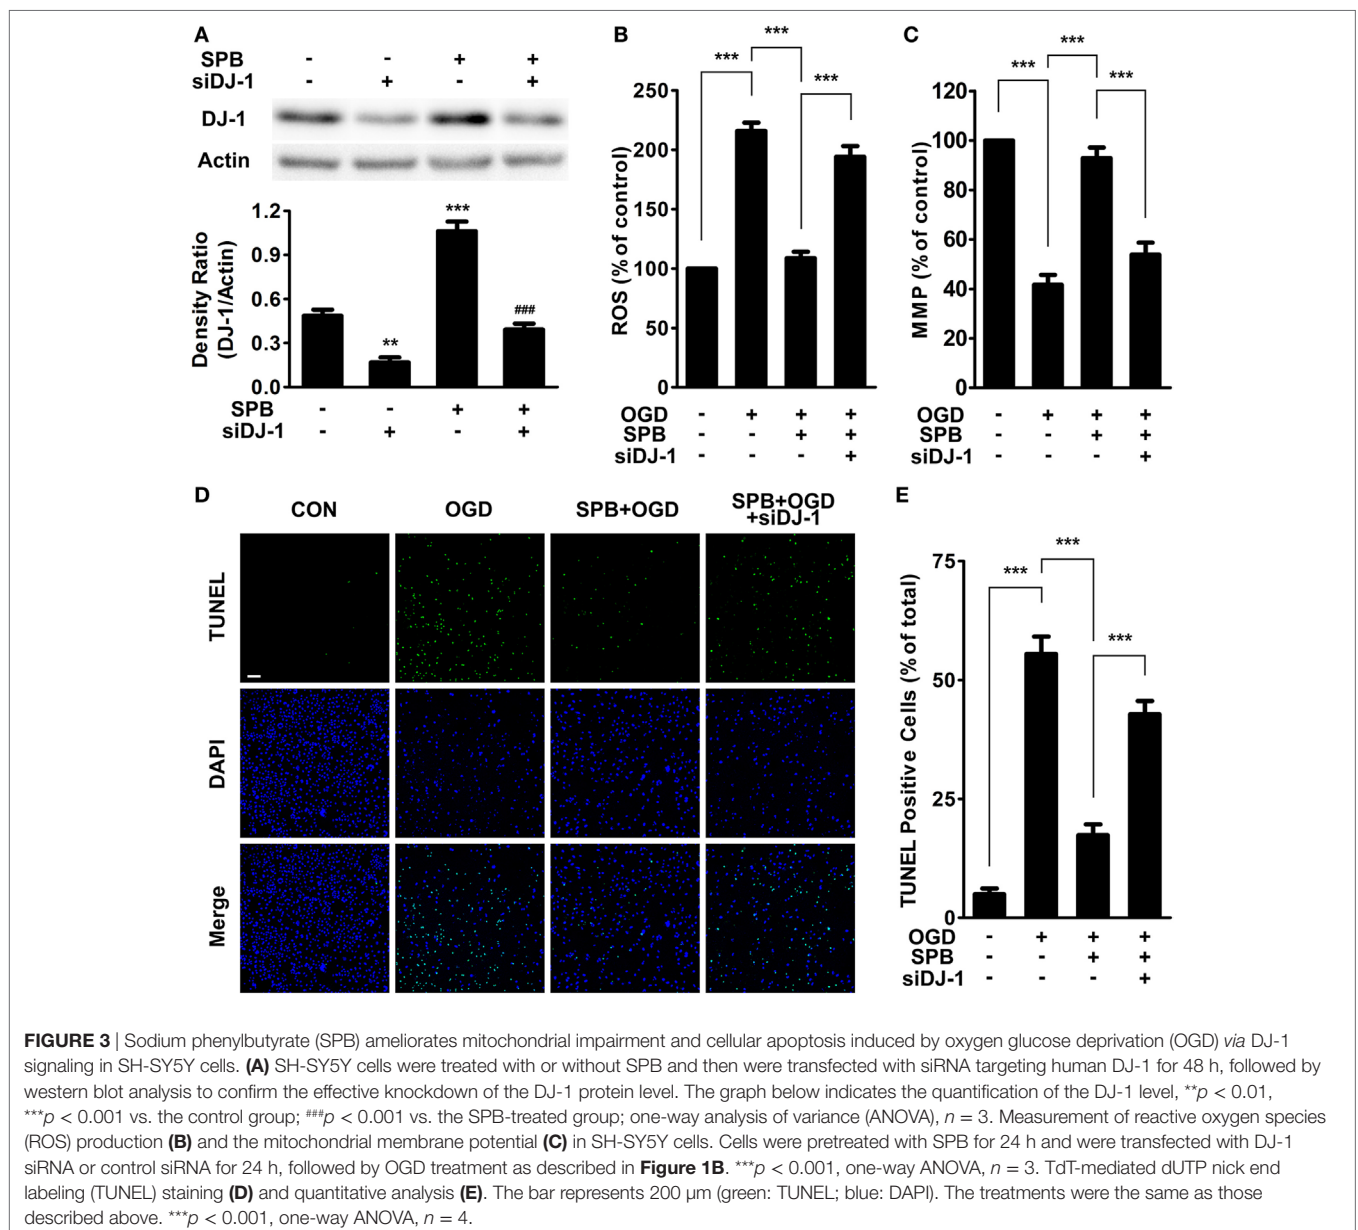 A
SPB - - + +
siDJ-1 - + - +
DJ-1
Actin
Density Ratio
(DJ-1/Actin)
1.2
0.9
0.6
0.3
0.0
***
**
###
SPB - - + +
siDJ-1 - + - +
B
***
***
***
ROS (% of control)
250
200
150
100
50
0
OGD - + + +
SPB - - + +
siDJ-1 - - - +
C
***
***
***
MMP (% of control)
120
100
80
60
40
20
0
OGD - + + +
SPB - - + +
siDJ-1 - - - +
D
CON OGD SPB+OGD SPB+OGD
+siDJ-1
TUNEL
DAPI
Merge
E
***
***
***
TUNEL Positive Cells (% of total)
75
50
25
0
OGD - + + +
SPB - - + +
siDJ-1 - - - +
FIGURE 3 | Sodium phenylbutyrate (SPB) ameliorates mitochondrial impairment and cellular apoptosis induced by oxygen glucose deprivation (OGD) via DJ-1
signaling in SH-SY5Y cells. (A) SH-SY5Y cells were treated with or without SPB and then were transfected with siRNA targeting human DJ-1 for 48 h, followed by
western blot analysis to confirm the effective knockdown of the DJ-1 protein level. The graph below indicates the quantification of the DJ-1 level, **p < 0.01,
***p < 0.001 vs. the control group; ###p < 0.001 vs. the SPB-treated group; one-way analysis of variance (ANOVA), n = 3. Measurement of reactive oxygen species
(ROS) production (B) and the mitochondrial membrane potential (C) in SH-SY5Y cells. Cells were pretreated with SPB for 24 h and were transfected with DJ-1
siRNA or control siRNA for 24 h, followed by OGD treatment as described in Figure 1B. ***p < 0.001, one-way ANOVA, n = 3. TdT-mediated dUTP nick end
labeling (TUNEL) staining (D) and quantitative analysis (E). The bar represents 200 µm (green: TUNEL; blue: DAPI). The treatments were the same as those
described above. ***p < 0.001, one-way ANOVA, n = 4.